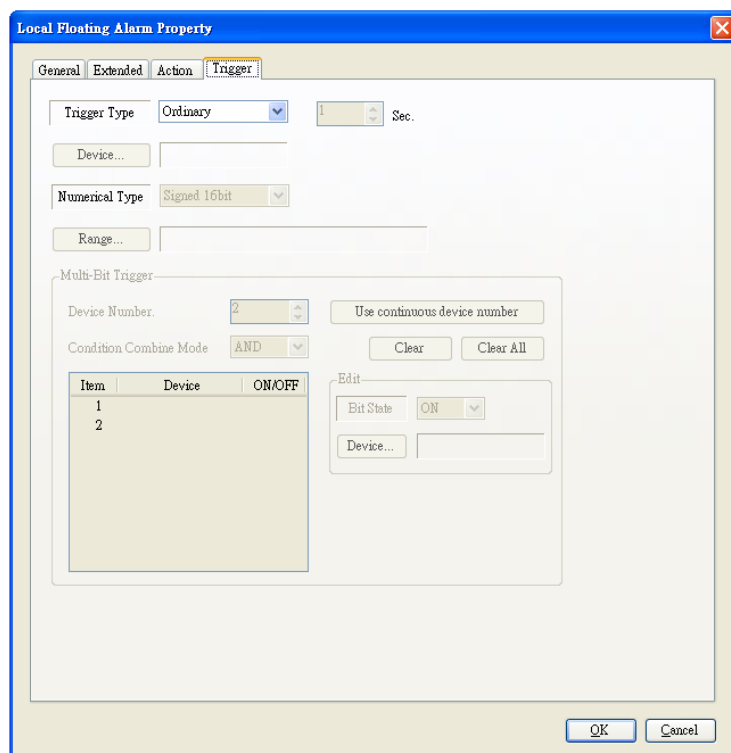 Local Floating Alarm Property
General Extended Action Trigger
Trigger Type Ordinary 1 Sec.
Device...
Numerical Type Signed 16bit
Range...
Multi-Bit Trigger
Device Number. 2 Use continuous device number
Condition Combine Mode AND Clear Clear All
Item Device ON/OFF
1
2
Edit
Bit State ON
Device...
OK Cancel